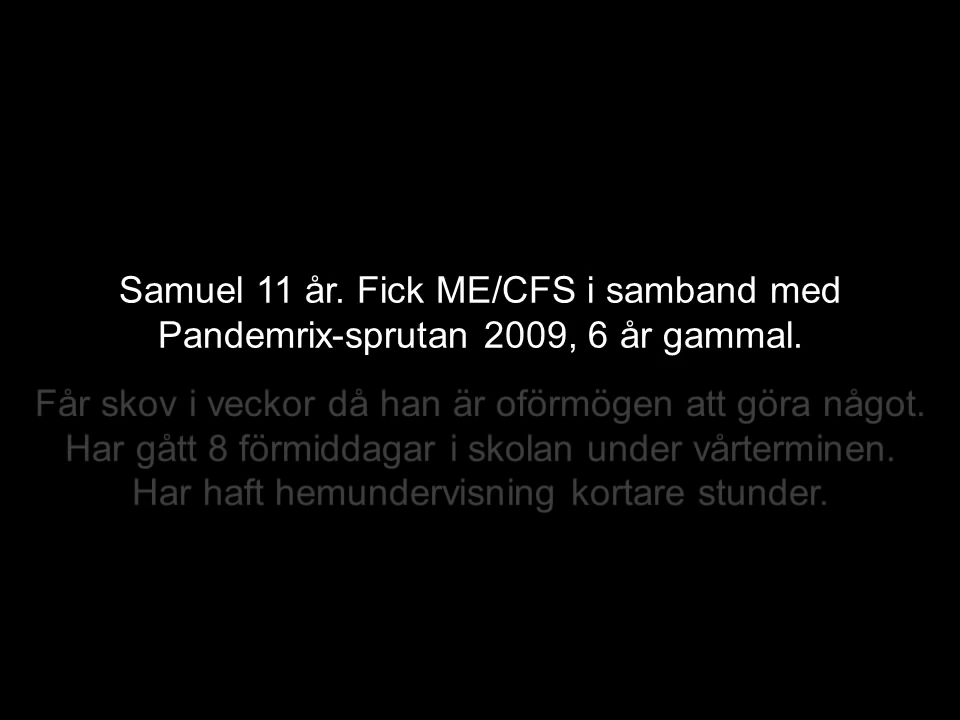 Samuel 11 år. Fick ME/CFS i samband med
Pandemrix-sprutan 2009, 6 år gammal.
Får skov i veckor då han är oförmögen att göra något.
Har gått 8 förmiddagar i skolan under vårterminen.
Har haft hemundervisning kortare stunder.